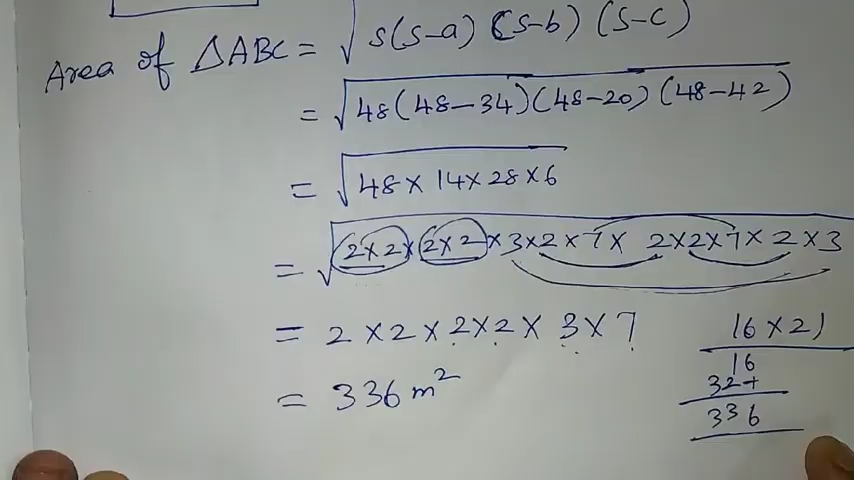 Area of △ABC = √s(s-a) (s-b) (s-c)
= √48(48-34)(48-20)(48-42)
= √48 × 14 × 28 × 6
= √2×2×2×2×3×2×7× 2×2×7×2×3
= 2 ×2 × 2×2 × 3×7
= 336 m²
16 × 21
16
32+
336